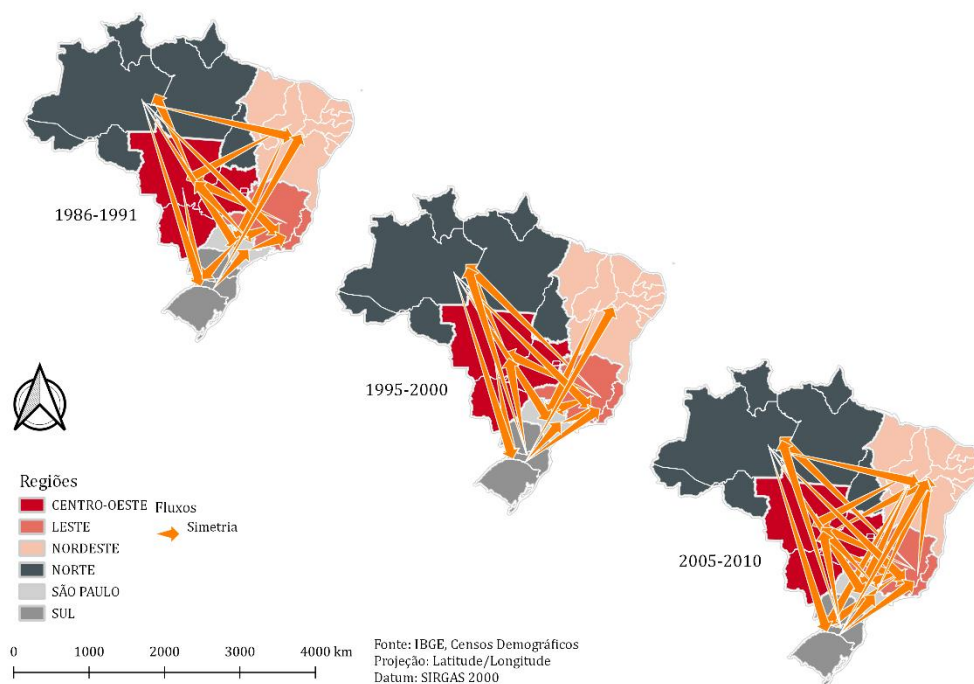 1986-1991
1995-2000
2005-2010
Regiões
CENTRO-OESTE
Fluxos
LESTE
Simetria
NORDESTE
NORTE
SÃO PAULO
SUL
0 1000 2000 3000 4000 km
Fonte: IBGE, Censos Demográficos
Projeção: Latitude/Longitude
Datum: SIRGAS 2000